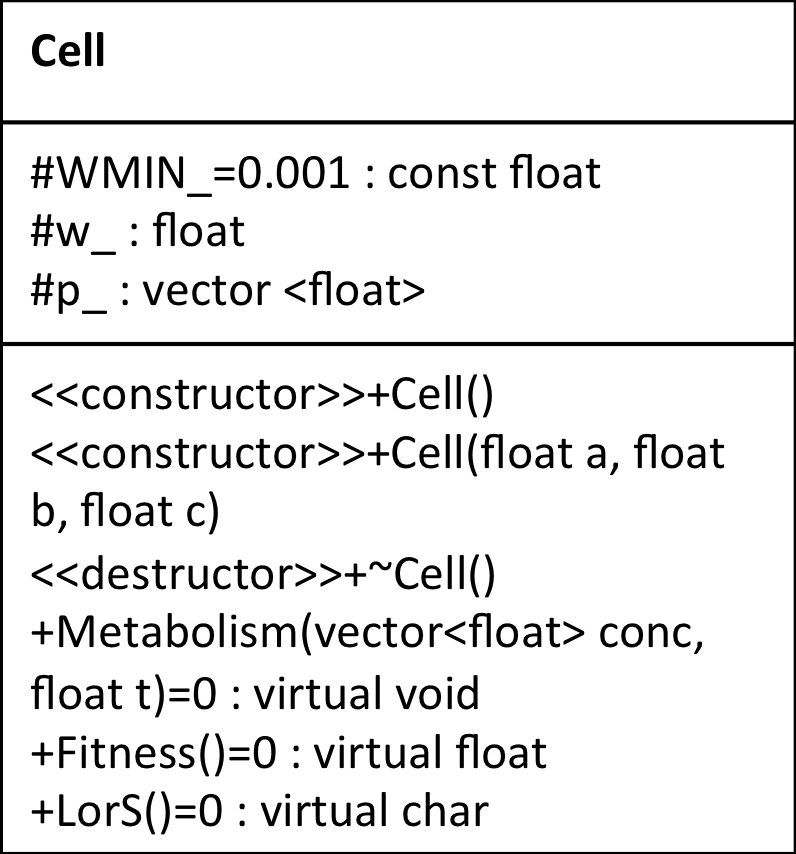 Cell
#WMIN_=0.001 : const float
#w_ : float
#p_ : vector <float>
<<constructor>>+Cell()
<<constructor>>+Cell(float a, float
b, float c)
<<destructor>>+~Cell()
+Metabolism(vector<float> conc,
float t)=0 : virtual void
+Fitness()=0 : virtual float
+LorS()=0 : virtual char